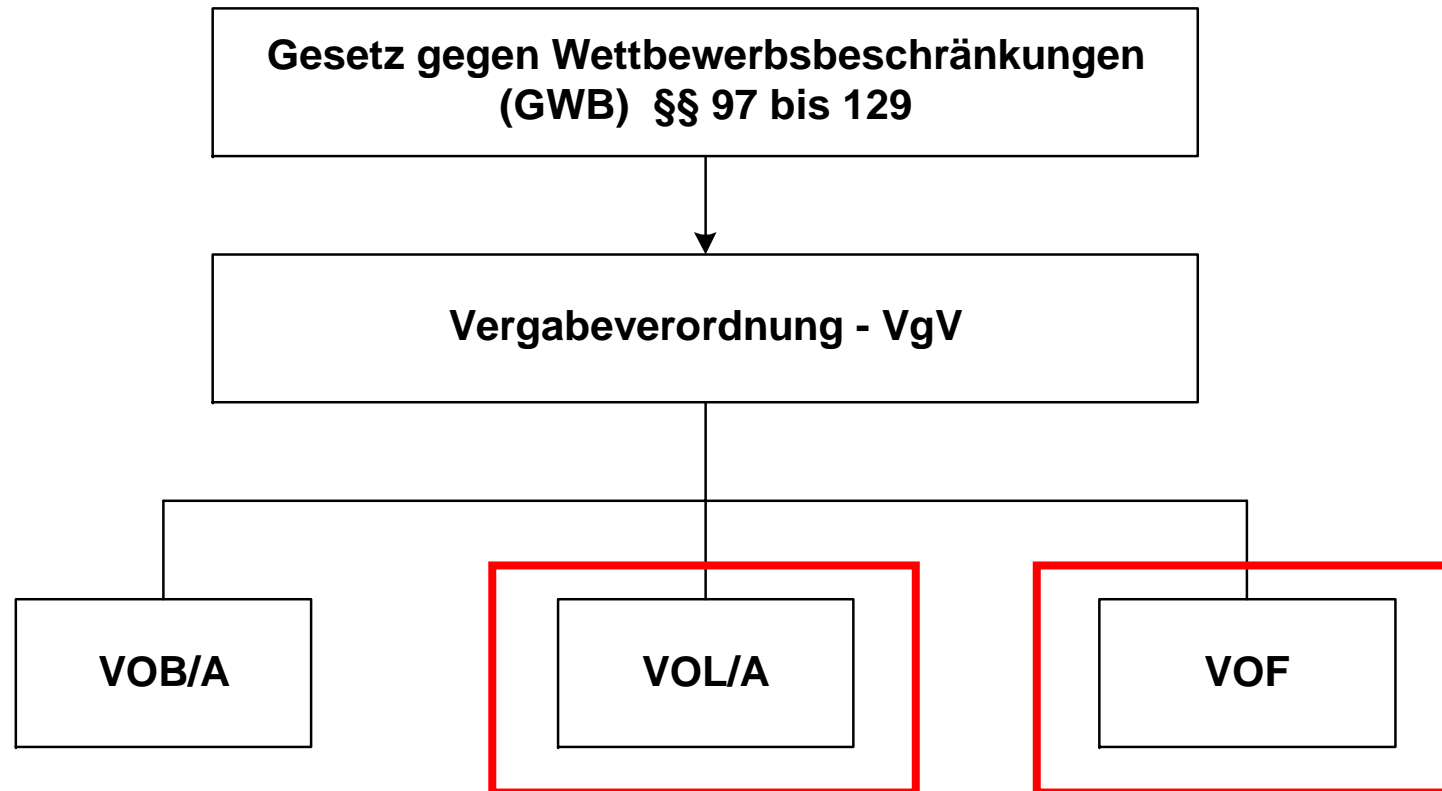 Gesetz gegen Wettbewerbsbeschränkungen
(GWB) §§ 97 bis 129
Vergabeverordnung - VgV
VOB/A
VOL/A
VOF